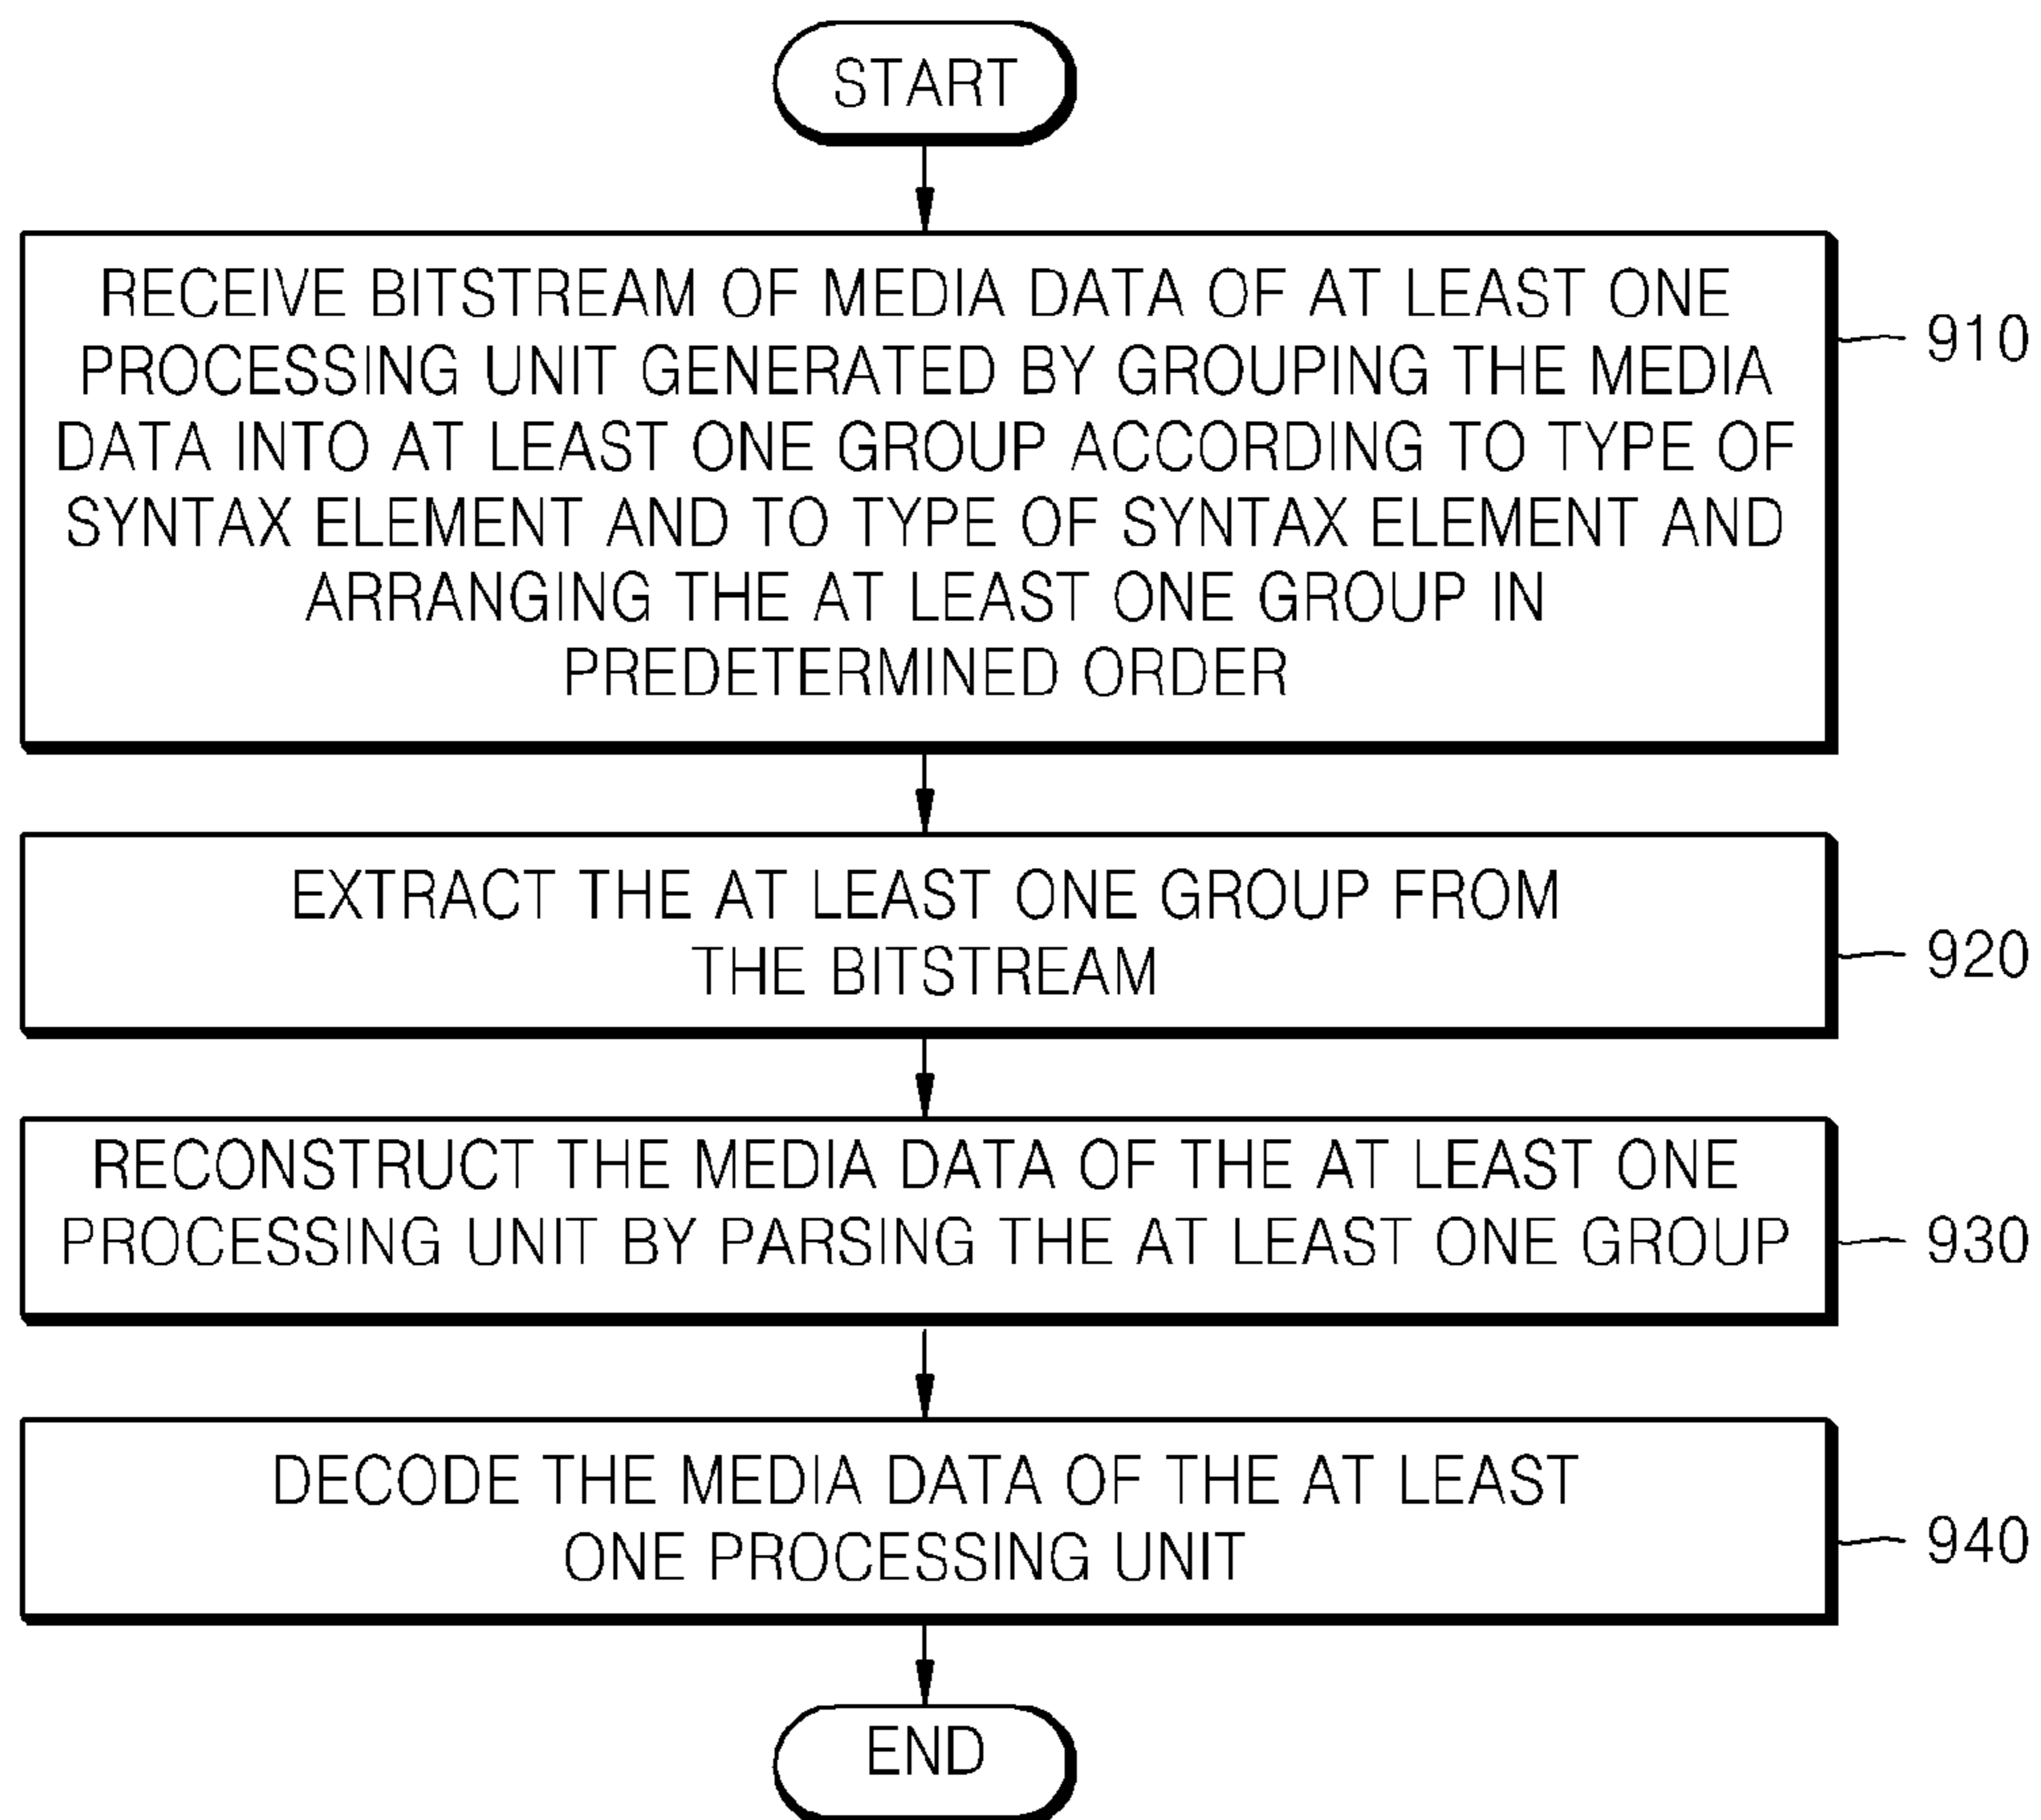 START
RECEIVE BITSTREAM OF MEDIA DATA OF AT LEAST ONE
PROCESSING UNIT GENERATED BY GROUPING THE MEDIA
DATA INTO AT LEAST ONE GROUP ACCORDING TO TYPE OF
SYNTAX ELEMENT AND TO TYPE OF SYNTAX ELEMENT AND
ARRANGING THE AT LEAST ONE GROUP IN
PREDETERMINED ORDER
910
EXTRACT THE AT LEAST ONE GROUP FROM
THE BITSTREAM
920
RECONSTRUCT THE MEDIA DATA OF THE AT LEAST ONE
PROCESSING UNIT BY PARSING THE AT LEAST ONE GROUP
930
DECODE THE MEDIA DATA OF THE AT LEAST
ONE PROCESSING UNIT
940
END